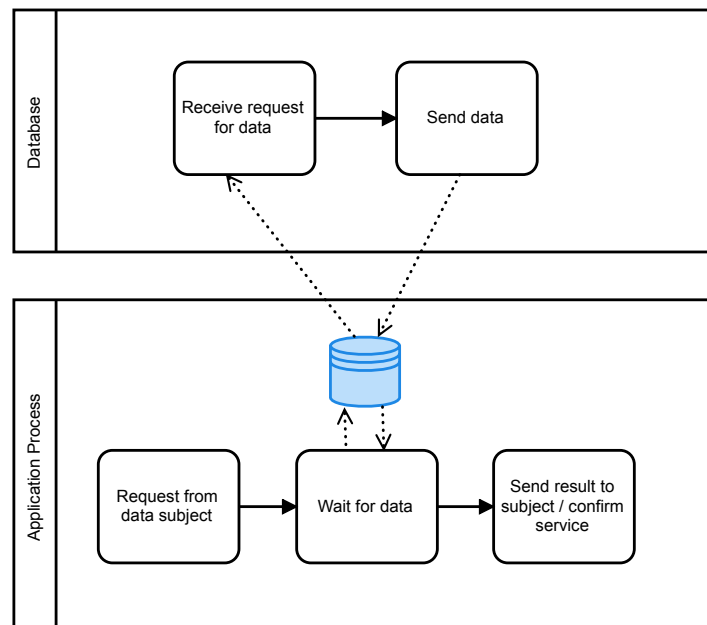 Database
Receive request
for data
Send data
Application Process
Request from
data subject
Wait for data
Send result to
subject / confirm
service